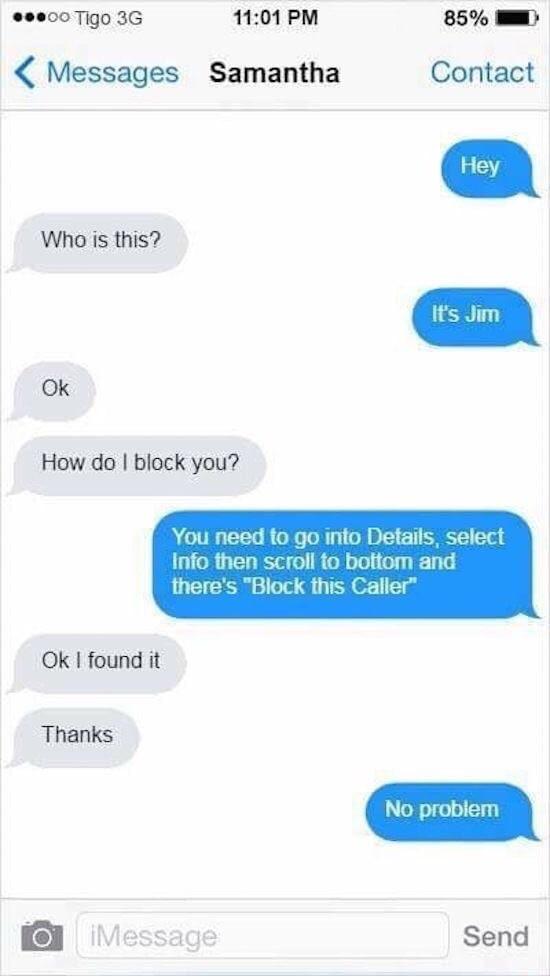 Tigo 3G 11:01 PM 85%
Messages Samantha Contact
Hey
Who is this?
It's Jim
Ok
How do I block you?
You need to go into Details, select
Info then scroll to bottom and
there's "Block this Caller"
Ok I found it
Thanks
No problem
iMessage Send